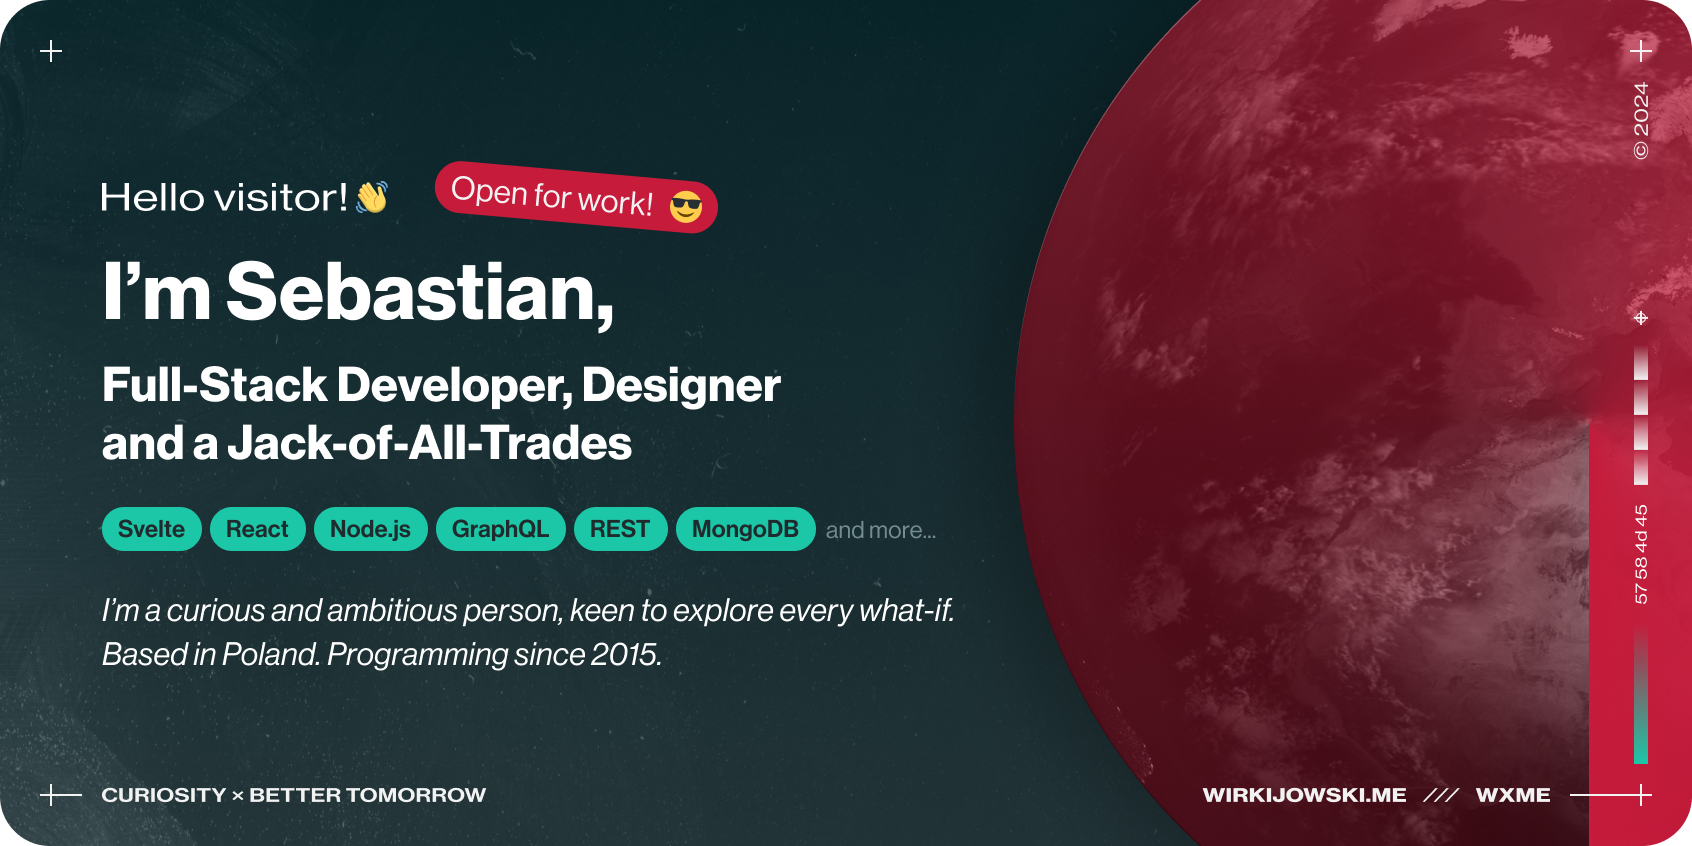 Hello visitor! 👋
Open for work! 😎
I’m Sebastian,
Full-Stack Developer, Designer
and a Jack-of-All-Trades
Svelte React Node.js GraphQL REST MongoDB and more...
I’m a curious and ambitious person, keen to explore every what-if.
Based in Poland. Programming since 2015.
CURIOSITY × BETTER TOMORROW
WIRKIJOWSKI.ME /// WXME
© 2024
57 58 4d 45